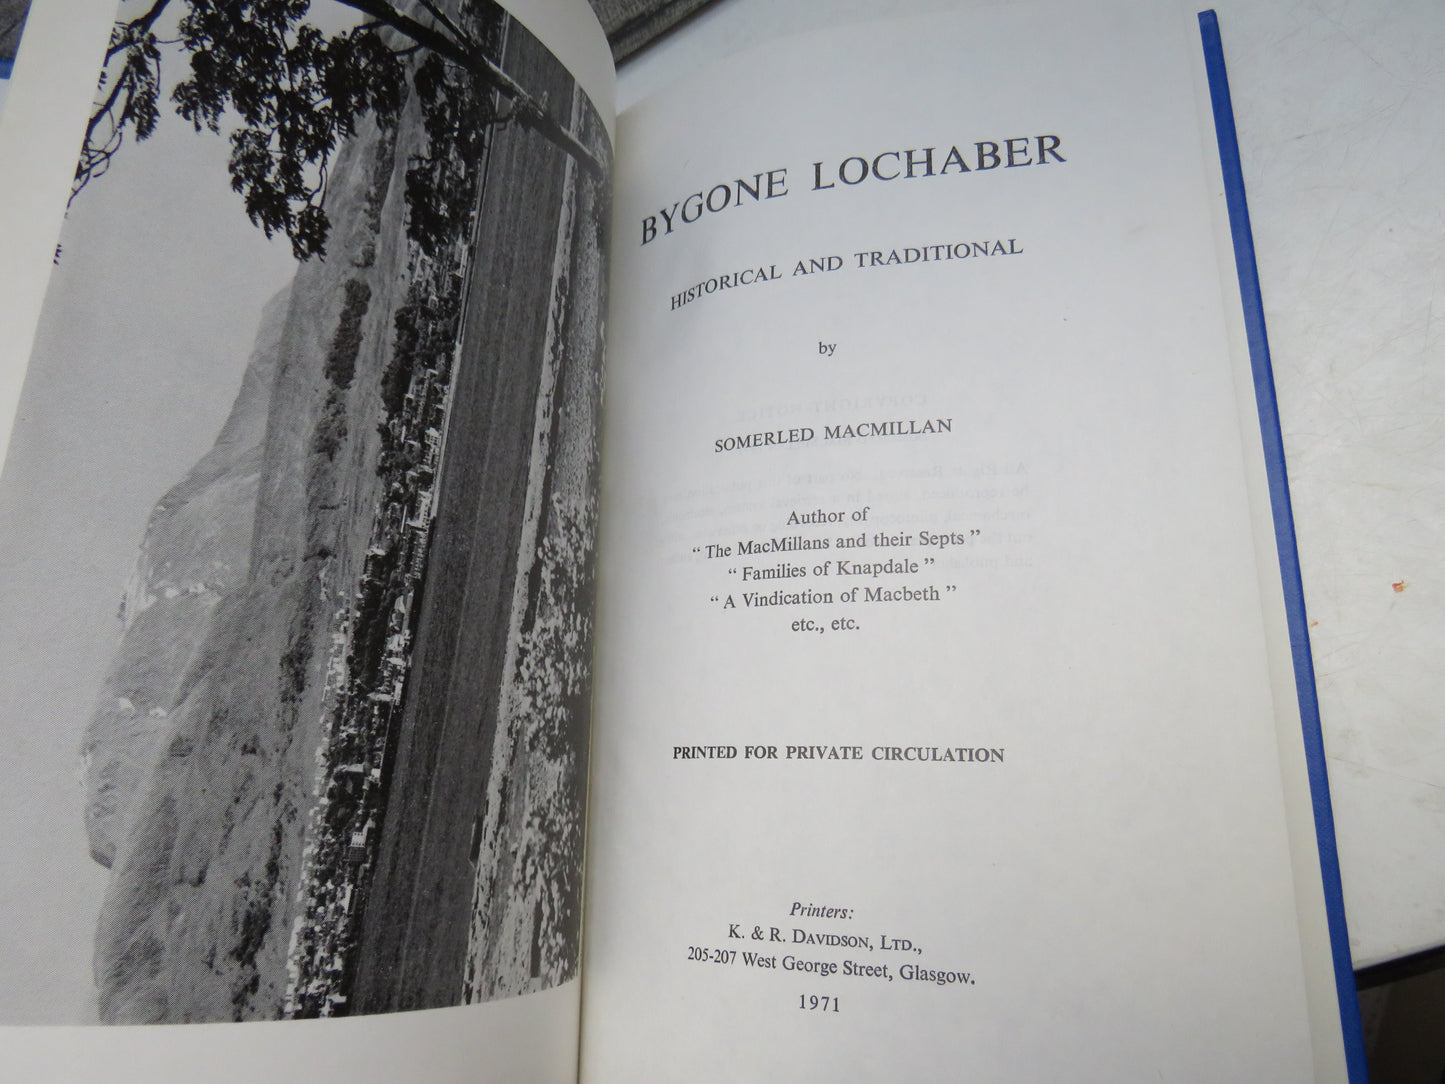 BYGONE LOCHABER
HISTORICAL AND TRADITIONAL
by
SOMERLED MACMILLAN
Author of
“ The MacMillans and their Septs ”
“ Families of Knapdale ”
“ A Vindication of Macbeth ”
etc., etc.
PRINTED FOR PRIVATE CIRCULATION
Printers:
K. & R. DAVIDSON, LTD.,
205-207 West George Street, Glasgow.
1971